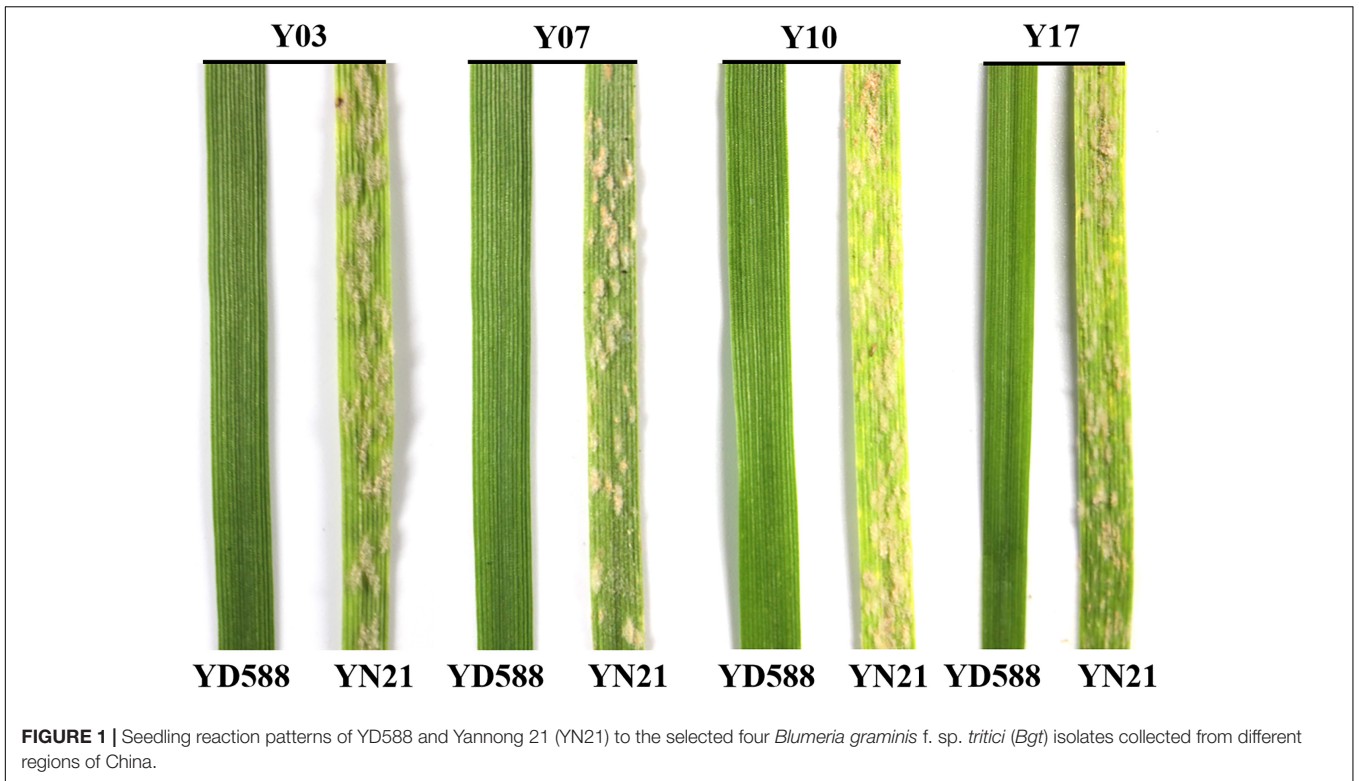 Y03 Y07 Y10 Y17
YD588 YN21 YD588 YN21 YD588 YN21 YD588 YN21
FIGURE 1 | Seedling reaction patterns of YD588 and Yannong 21 (YN21) to the selected four Blumeria graminis f. sp. tritici (Bgt) isolates collected from different
regions of China.